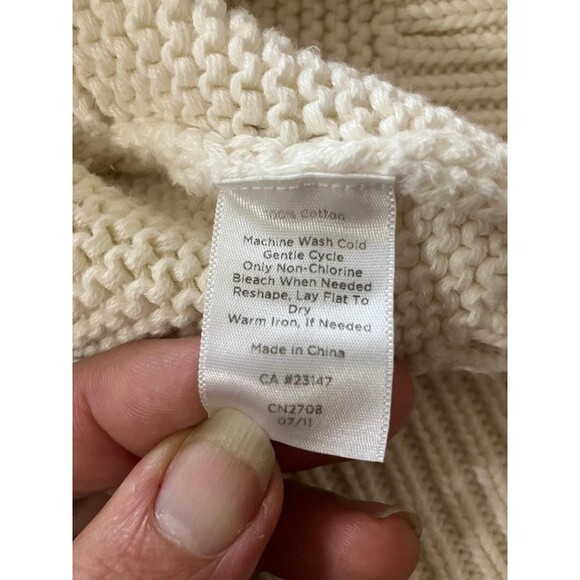 100% Cotton
Machine Wash Cold
Gentle Cycle
Only Non-Chlorine
Bleach When Needed
Reshape, Lay Flat To
Dry
Warm Iron, If Needed
Made in China
CA #23147
CN2708
07/11